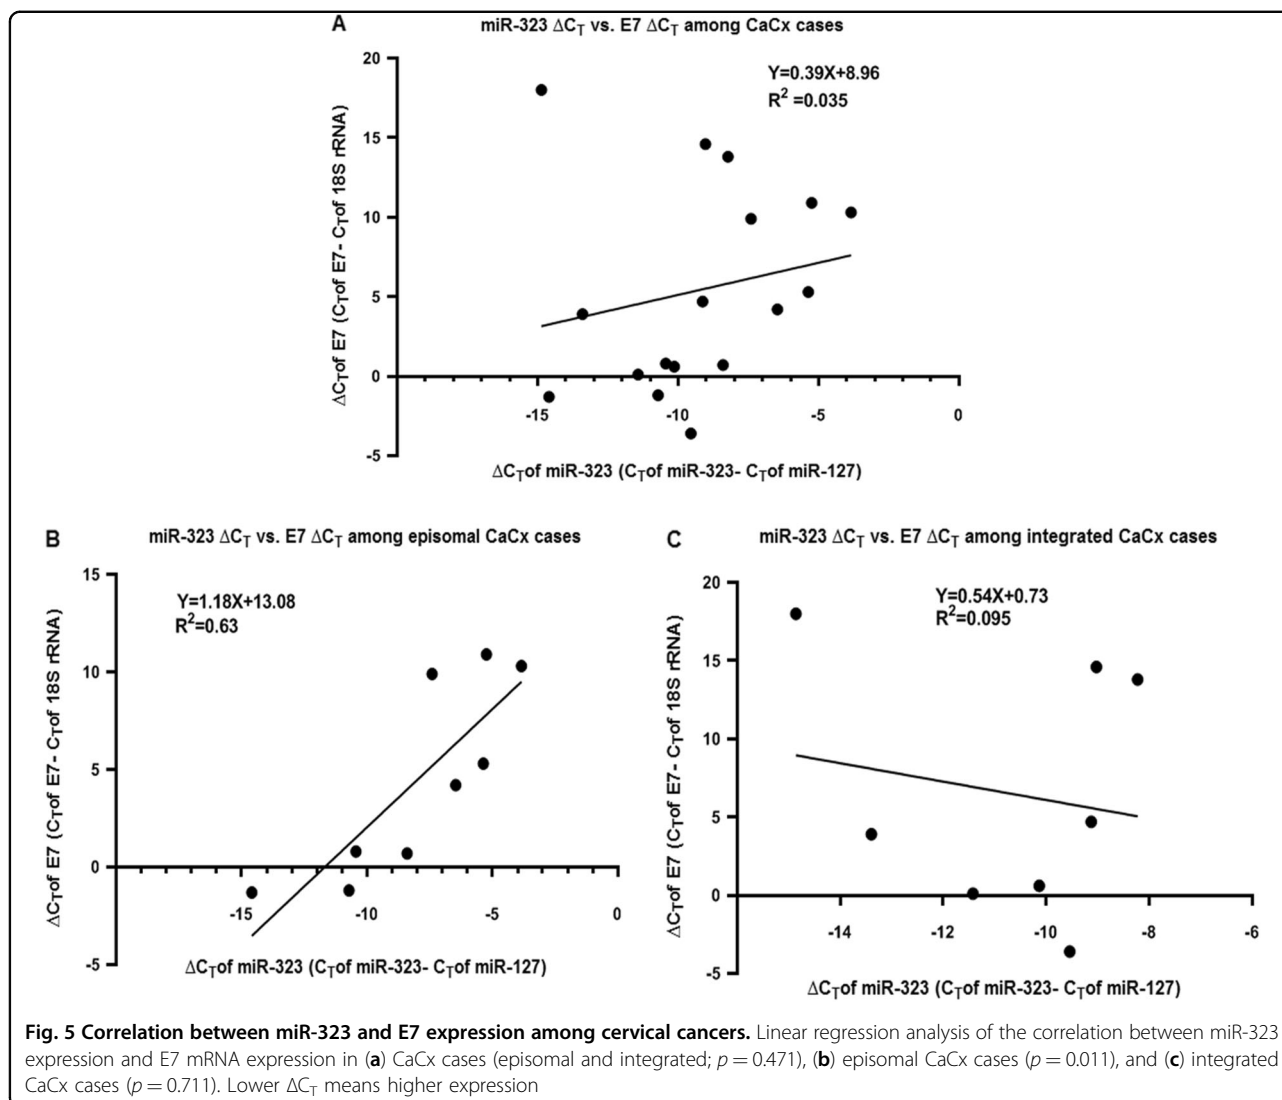 A
miR-323 ΔCT vs. E7 ΔCT among CaCx cases
20
15
10
5
0
-5
Y=0.39X+8.96
R² =0.035
ΔCTof E7 (CTof E7- CTof 18S rRNA)
-15
-10
-5
0
ΔCTof miR-323 (CTof miR-323- CTof miR-127)
B
miR-323 ΔCT vs. E7 ΔCT among episomal CaCx cases
15
10
5
0
-5
Y=1.18X+13.08
R²=0.63
ΔCTof E7 (CTof E7- CTof 18S rRNA)
-15
-10
-5
0
ΔCTof miR-323 (CTof miR-323- CTof miR-127)
C
miR-323 ΔCT vs. E7 ΔCT among integrated CaCx cases
20
15
10
5
0
-5
Y=0.54X+0.73
R²=0.095
ΔCTof E7 (CTof E7- CTof 18S rRNA)
-14
-12
-10
-8
-6
ΔCTof miR-323 (CTof miR-323- CTof miR-127)
Fig. 5 Correlation between miR-323 and E7 expression among cervical cancers. Linear regression analysis of the correlation between miR-323
expression and E7 mRNA expression in (a) CaCx cases (episomal and integrated; p = 0.471), (b) episomal CaCx cases (p = 0.011), and (c) integrated
CaCx cases (p = 0.711). Lower ΔCT means higher expression